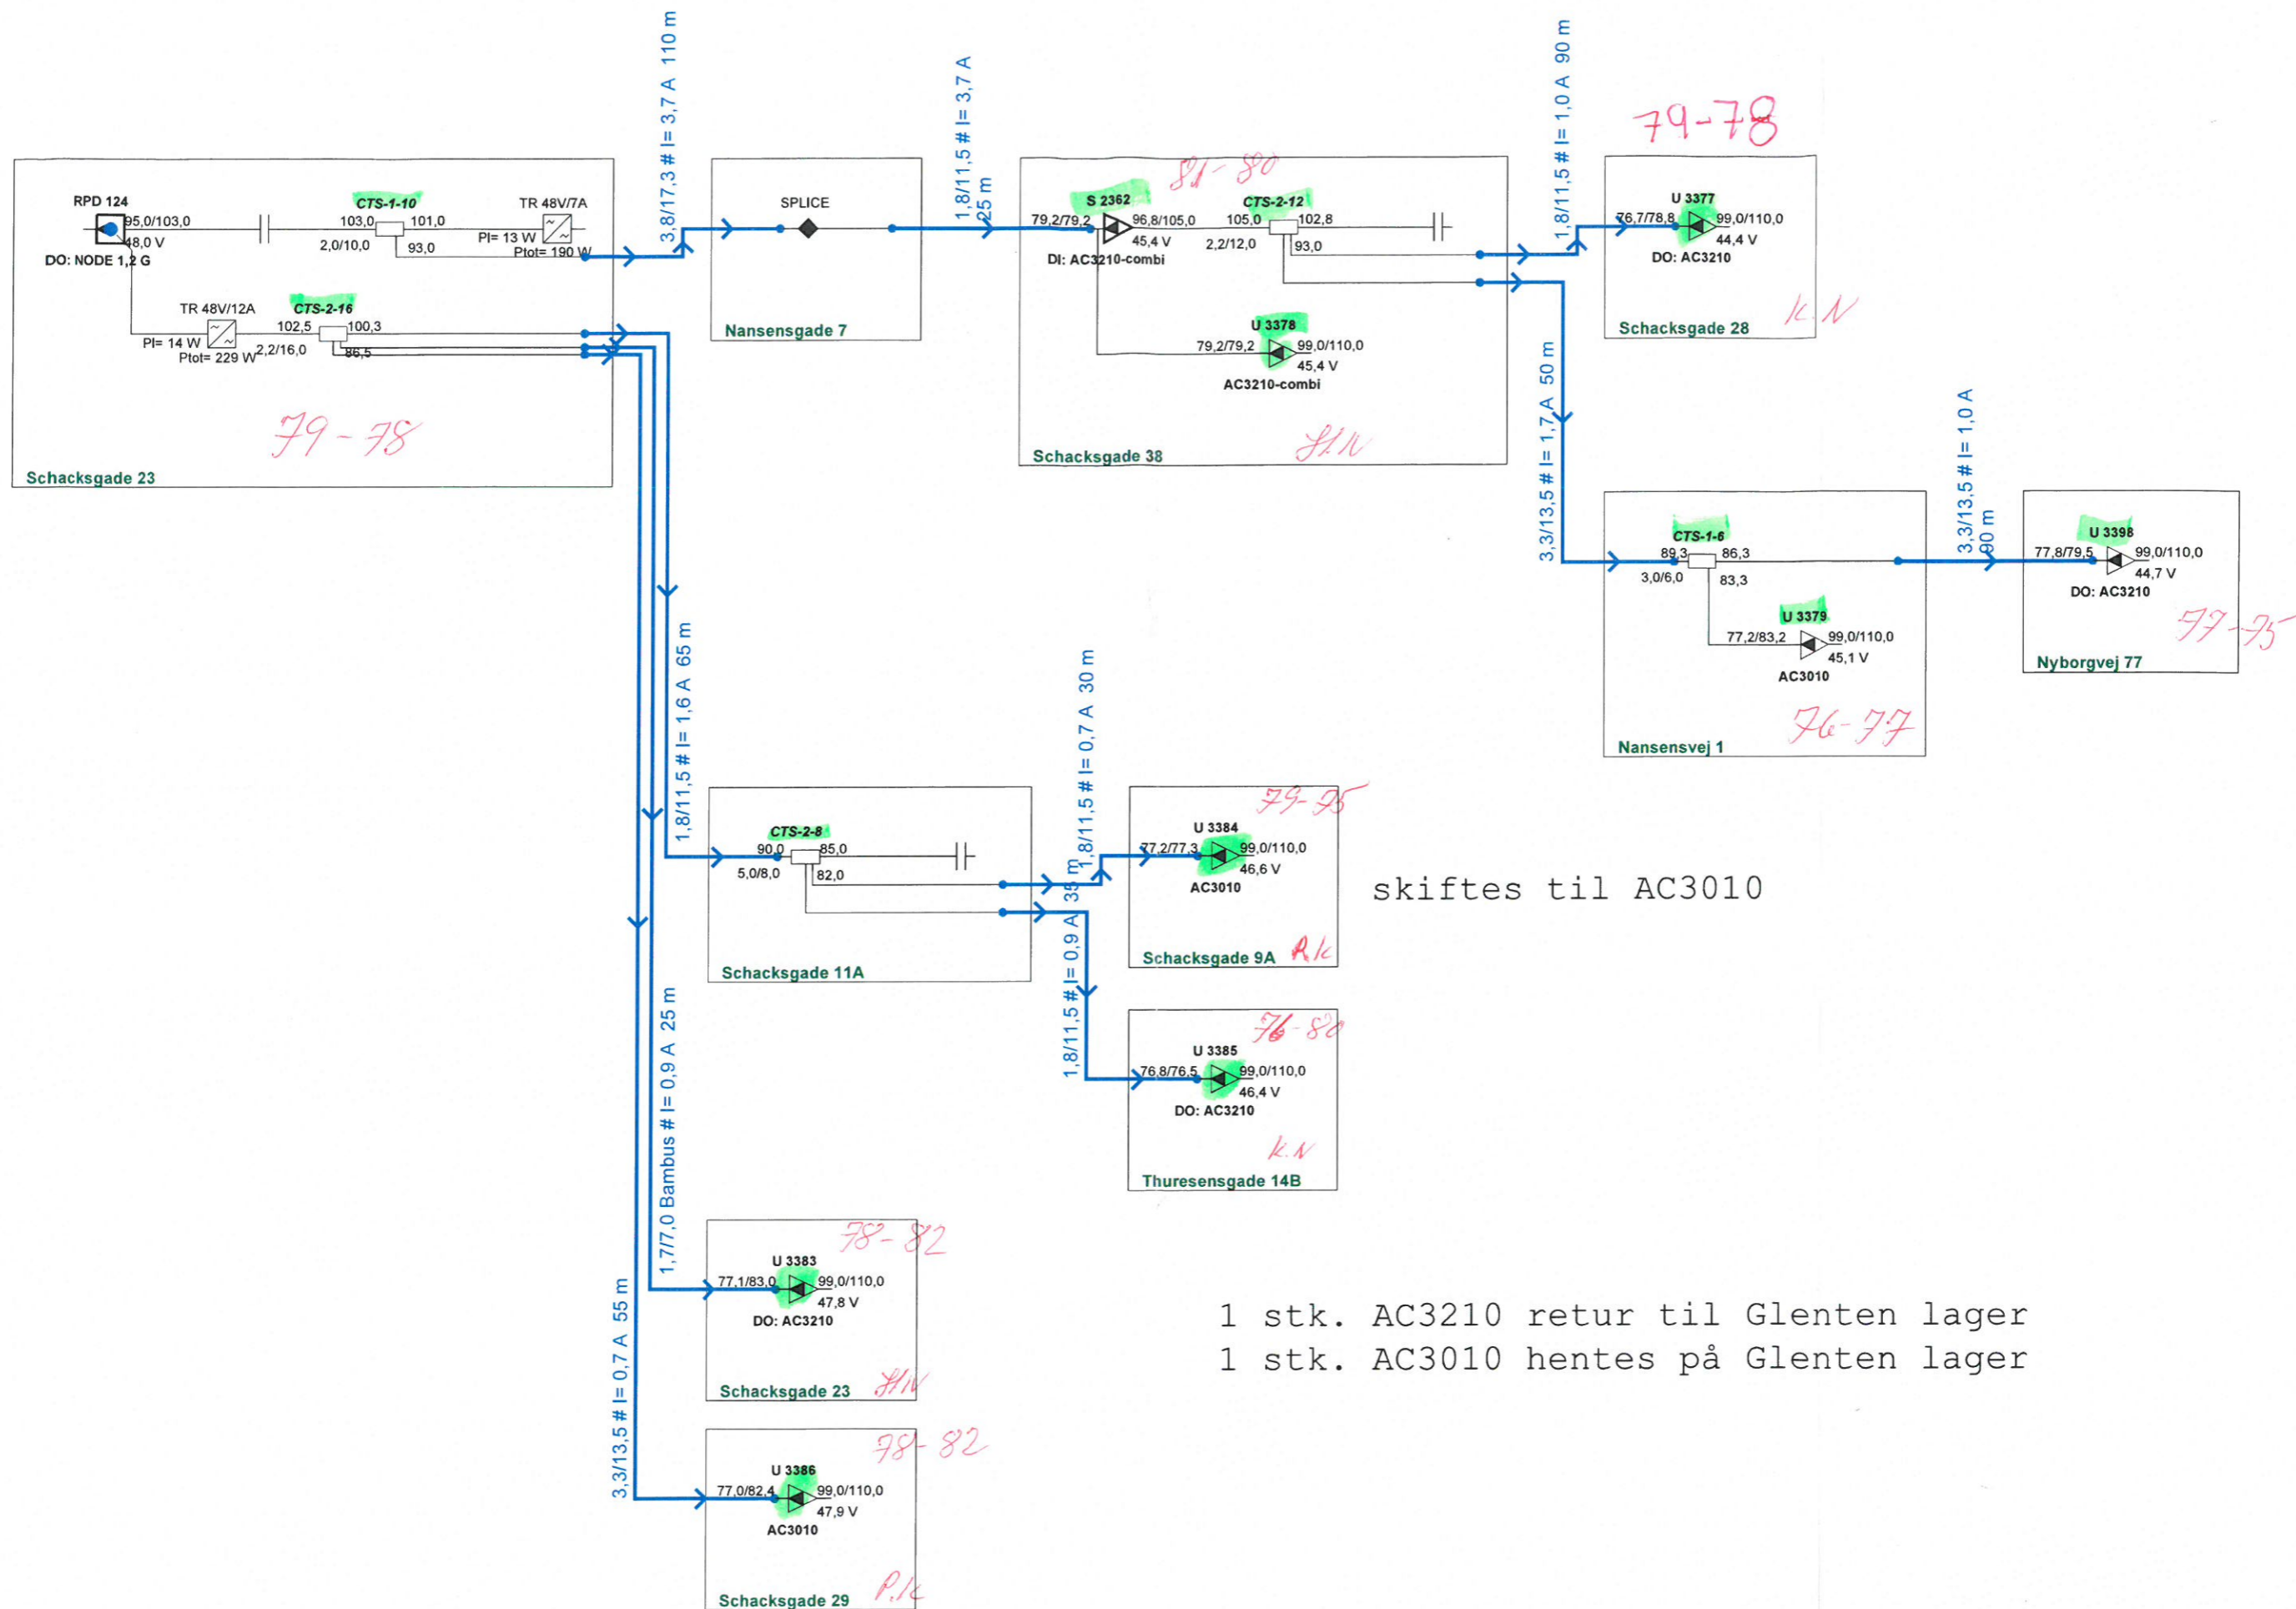 3,8/17,3 # I= 3,7 A 110 m
1,8/11,5 # I= 3,7 A
25 m
1,8/11,5 # I= 1,0 A 90 m
79-78
RPD 124
95,0/103,0
48,0 V
DO: NODE 1,2 G
CTS-1-10
103,0
101,0
2,0/10,0
93,0
TR 48V/7A
PI= 13 W
Ptot= 190 W
TR 48V/12A
PI= 14 W
Ptot= 229 W
CTS-2-16
102,5
100,3
2,2/16,0
86,5
79-78
Schacksgade 23
SPLICE
Nansensgade 7
81-80
S 2362
79,2/79,2
96,8/105,0
45,4 V
DI: AC3210-combi
CTS-2-12
105,0
102,8
2,2/12,0
93,0
U 3378
79,2/79,2
99,0/110,0
45,4 V
AC3210-combi
Schacksgade 38
U 3377
76,7/78,8
99,0/110,0
44,4 V
DO: AC3210
K.N
Schacksgade 28
3,3/13,5 # I= 1,7 A 50 m
CTS-1-6
89,3
86,3
3,0/6,0
83,3
U 3379
77,2/83,2
99,0/110,0
45,1 V
AC3010
76-77
Nansensvej 1
3,3/13,5 # I= 1,0 A
90 m
U 3398
77,8/79,5
99,0/110,0
44,7 V
DO: AC3210
77-75
Nyborgvej 77
1,8/11,5 # I= 1,6 A 65 m
CTS-2-8
90,0
85,0
5,0/8,0
82,0
Schacksgade 11A
1,8/11,5 # I= 0,7 A 30 m
79-75
U 3384
77,2/77,3
99,0/110,0
46,6 V
AC3010
Schacksgade 9A
skiftes til AC3010
1,8/11,5 # I= 0,9 A 35 m
76-80
U 3385
76,8/76,5
99,0/110,0
46,4 V
DO: AC3210
K.N
Thuresensgade 14B
1,7/7,0 Bambus # I= 0,9 A 25 m
78-82
U 3383
77,1/83,0
99,0/110,0
47,8 V
DO: AC3210
Schacksgade 23
1 stk. AC3210 retur til Glenten lager
1 stk. AC3010 hentes på Glenten lager
3,3/13,5 # I= 0,7 A 55 m
78-82
U 3386
77,0/82,4
99,0/110,0
47,9 V
AC3010
P.K
Schacksgade 29